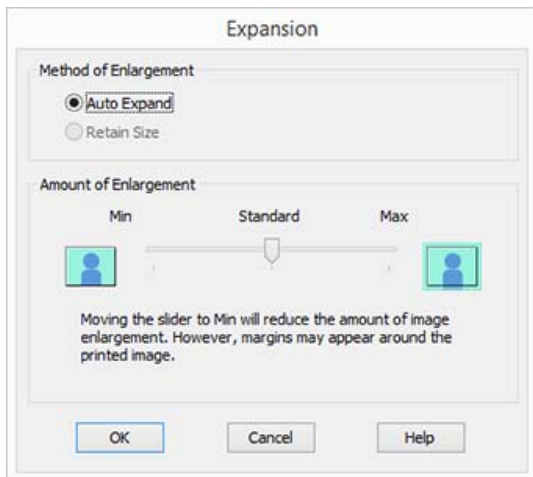 Expansion
Method of Enlargement
Auto Expand
Retain Size
Amount of Enlargement
Min Standard Max
Moving the slider to Min will reduce the amount of image
enlargement. However, margins may appear around the
printed image.
OK Cancel Help